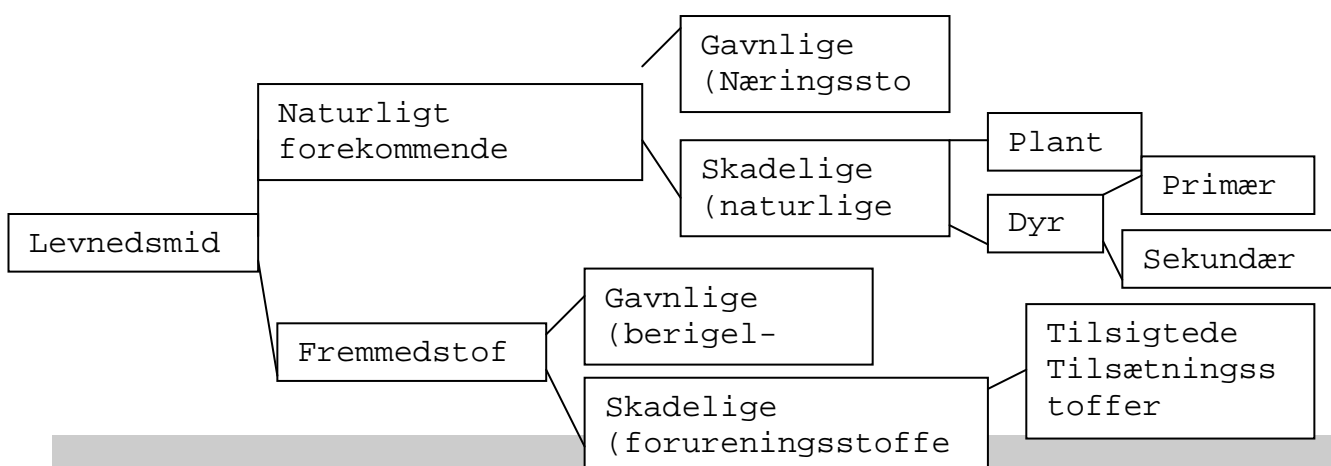 Gavnlige
(Næringssto
Naturligt
forekommende
Skadelige
(naturlige
Plant
Primær
Dyr
Sekundær
Levnedsmid
Fremmedstof
Gavnlige
(berigel-
Skadelige
(forureningsstoffe
Tilsigtede
Tilsætningss
toffer